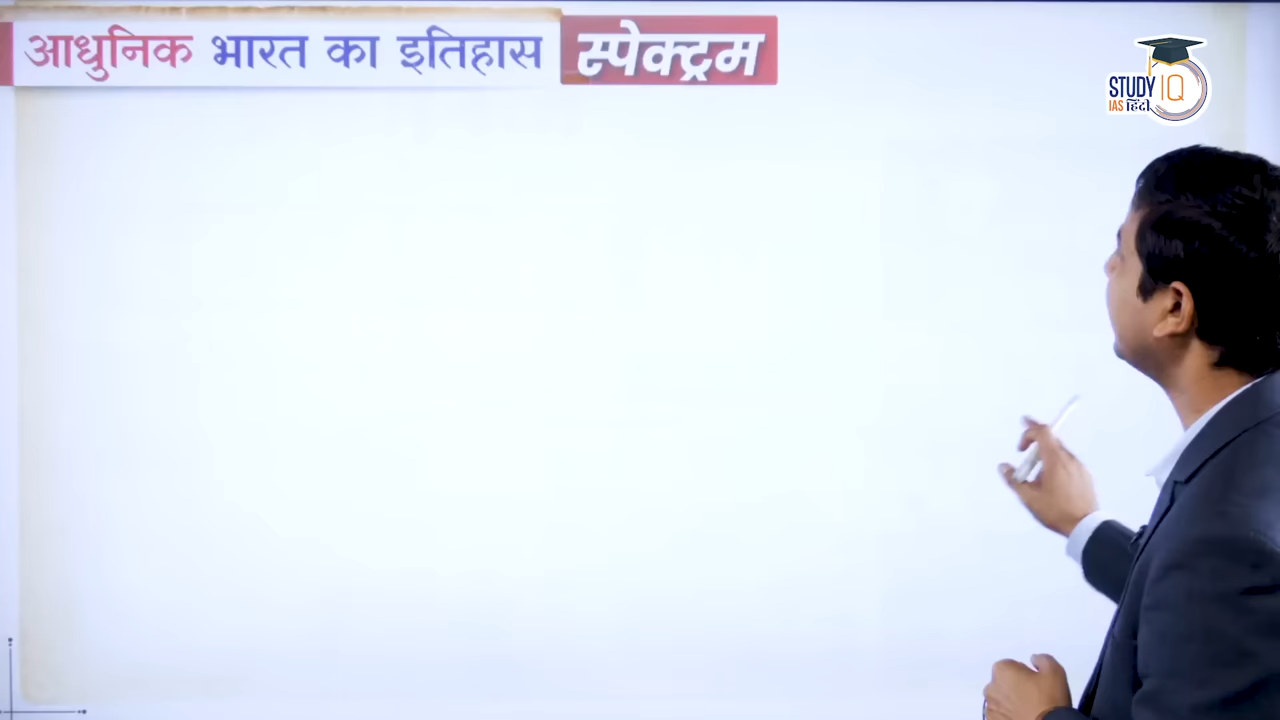 आधुनिक भारत का इतिहास स्पेक्ट्रम
STUDY IQ
IAS हिंदी